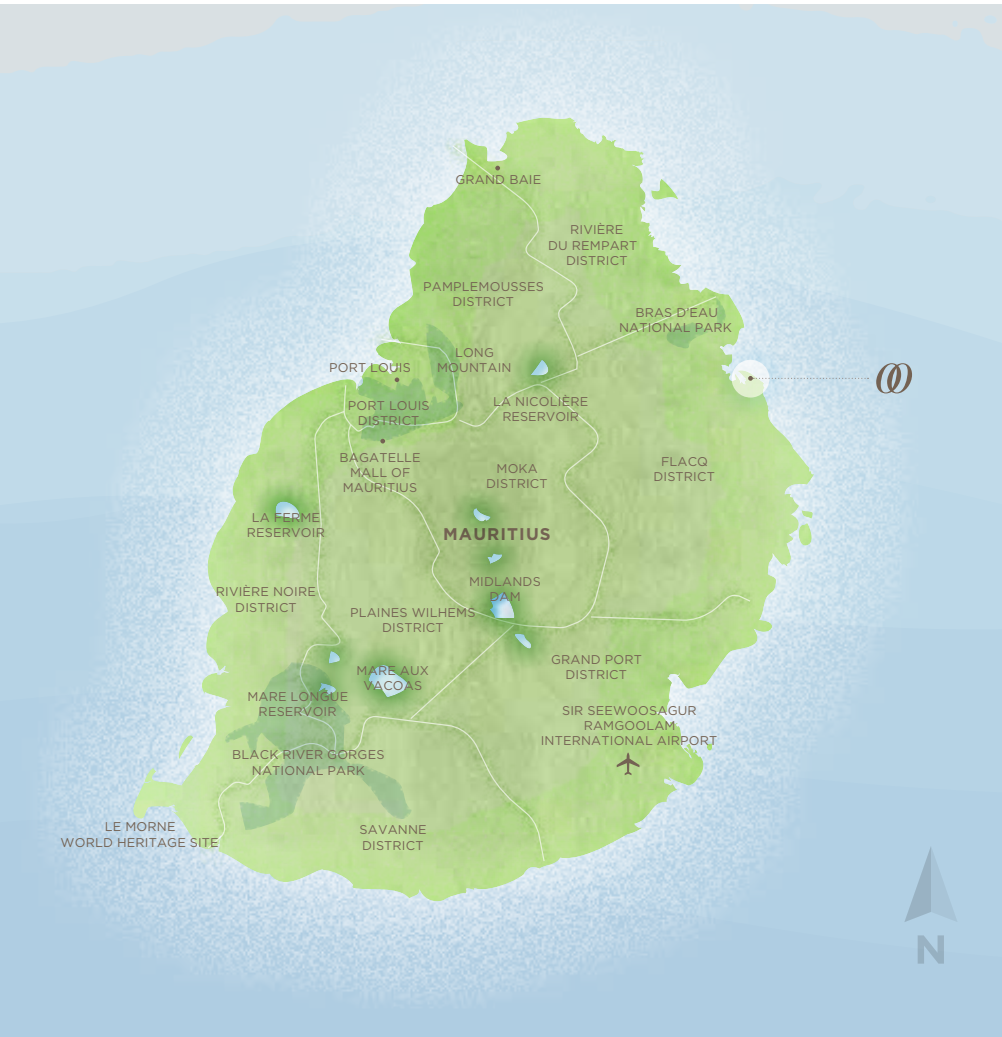 GRAND BAIE
RIVIÈRE
DU REMPART
DISTRICT
PAMPLEMOUSSES
DISTRICT
BRAS D'EAU
NATIONAL PARK
LONG
MOUNTAIN
PORT LOUIS
PORT LOUIS
DISTRICT
LA NICOLIÈRE
RESERVOIR
BAGATELLE
MALL OF
MAURITIUS
MOKA
DISTRICT
FLACQ
DISTRICT
LA FERME
RESERVOIR
MAURITIUS
MIDLANDS
DAM
RIVIÈRE NOIRE
DISTRICT
PLAINES WILHEMS
DISTRICT
GRAND PORT
DISTRICT
MARE AUX
VACOAS
MARE LONGUE
RESERVOIR
SIR SEEWOOSAGUR
RAMGOOLAM
INTERNATIONAL AIRPORT
BLACK RIVER GORGES
NATIONAL PARK
LE MORNE
WORLD HERITAGE SITE
SAVANNE
DISTRICT
N